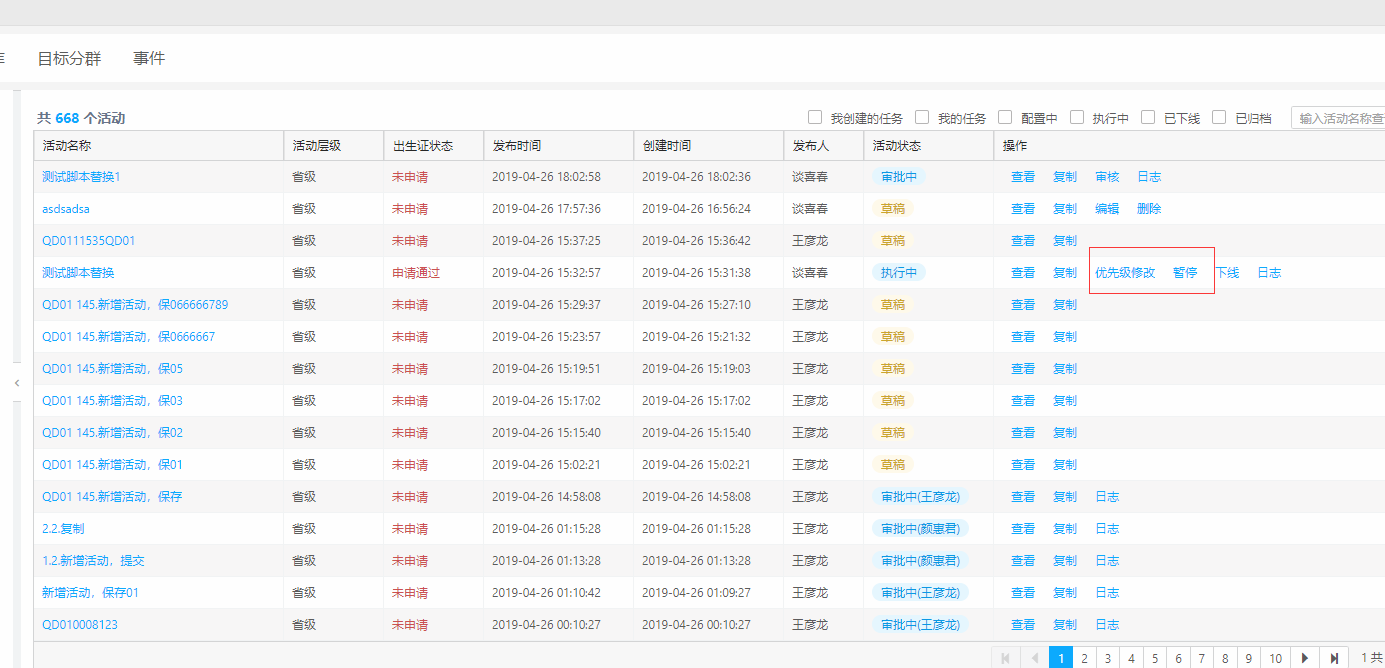 目标分群 事件
共 668 个活动 我创建的任务 我的任务 配置中 执行中 已下线 已归档 输入活动名称查
活动名称 活动层级 出生证状态 发布时间 创建时间 发布人 活动状态 操作
测试脚本替换1 省级 未申请 2019-04-26 18:02:58 2019-04-26 18:02:36 谈喜春 审批中 查看 复制 审核 日志
asdsadsa 省级 未申请 2019-04-26 17:57:36 2019-04-26 16:56:24 谈喜春 草稿 查看 复制 编辑 删除
QD0111535QD01 省级 未申请 2019-04-26 15:37:25 2019-04-26 15:36:42 王彦龙 草稿 查看 复制
测试脚本替换 省级 申请通过 2019-04-26 15:32:57 2019-04-26 15:31:38 谈喜春 执行中 查看 复制 优先级修改 暂停 下线 日志
QD01 145.新增活动，保066666789 省级 未申请 2019-04-26 15:29:37 2019-04-26 15:27:10 王彦龙 草稿 查看 复制
QD01 145.新增活动，保0666667 省级 未申请 2019-04-26 15:23:57 2019-04-26 15:21:32 王彦龙 草稿 查看 复制
QD01 145.新增活动，保05 省级 未申请 2019-04-26 15:19:51 2019-04-26 15:19:03 王彦龙 草稿 查看 复制
QD01 145.新增活动，保03 省级 未申请 2019-04-26 15:17:02 2019-04-26 15:17:02 王彦龙 草稿 查看 复制
QD01 145.新增活动，保02 省级 未申请 2019-04-26 15:15:40 2019-04-26 15:15:40 王彦龙 草稿 查看 复制
QD01 145.新增活动，保01 省级 未申请 2019-04-26 15:02:21 2019-04-26 15:02:21 王彦龙 草稿 查看 复制
QD01 145.新增活动，保存 省级 未申请 2019-04-26 14:58:08 2019-04-26 14:58:08 王彦龙 审批中(王彦龙) 查看 复制 日志
2.2.复制 省级 未申请 2019-04-26 01:15:28 2019-04-26 01:15:28 王彦龙 审批中(颜惠君) 查看 复制 日志
1.2.新增活动，提交 省级 未申请 2019-04-26 01:13:28 2019-04-26 01:13:28 王彦龙 审批中(颜惠君) 查看 复制 日志
新增活动，保存01 省级 未申请 2019-04-26 01:10:42 2019-04-26 01:09:27 王彦龙 审批中(王彦龙) 查看 复制 日志
QD010008123 省级 未申请 2019-04-26 00:10:27 2019-04-26 00:10:27 王彦龙 审批中(王彦龙) 查看 复制 日志
1 2 3 4 5 6 7 8 9 10 1 共